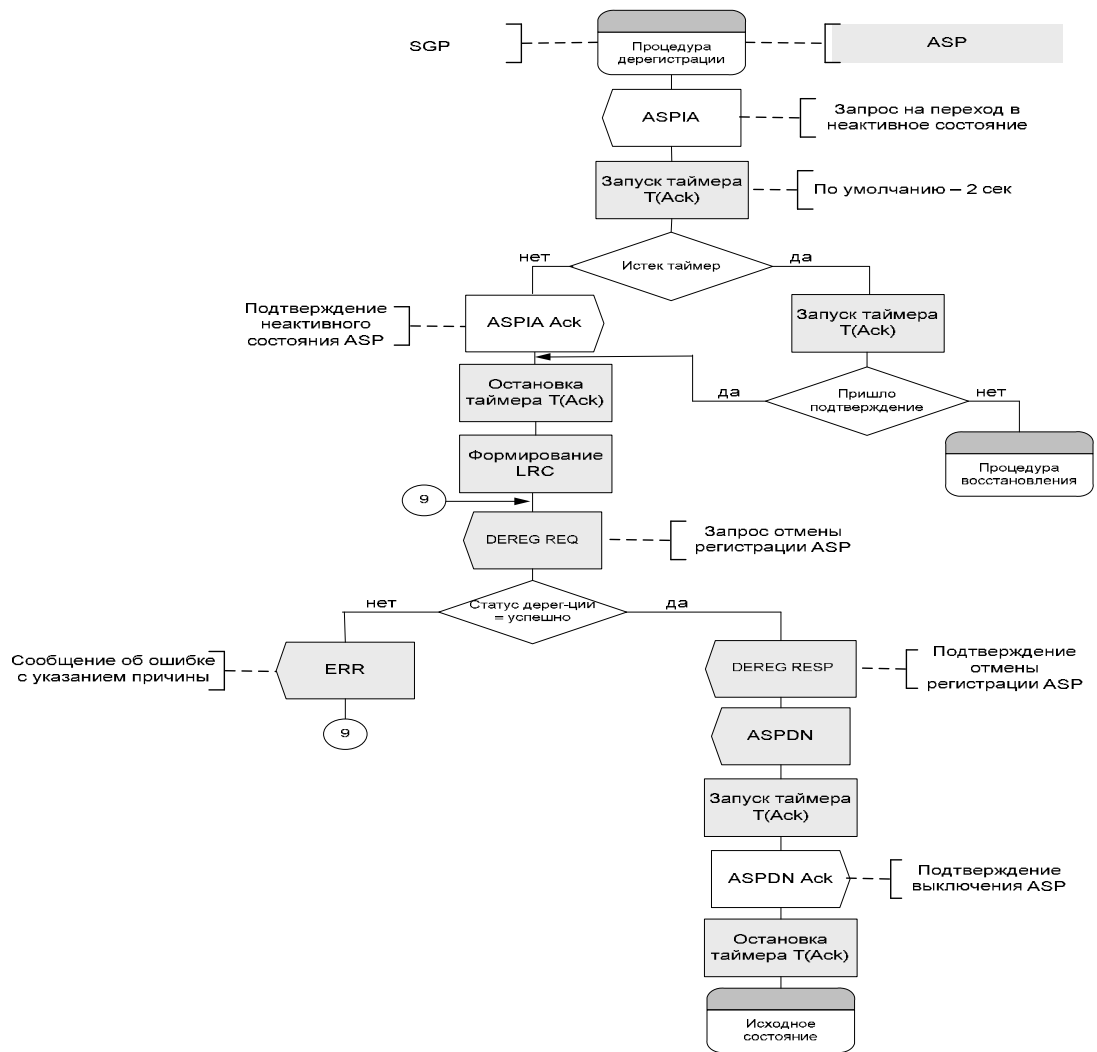 SGP
Процедура
дерегистрации
ASP
ASPIA
Запрос на переход в
неактивное состояние
Запуск таймера
T(Ack)
По умолчанию – 2 сек
нет
Истек таймер
да
Подтверждение
неактивного
состояния ASP
ASPIA Ack
Запуск таймера
T(Ack)
Остановка
таймера T(Ack)
да
Пришло
подтверждение
нет
Формирование
LRC
Процедура
восстановления
9
DEREG REQ
Запрос отмены
регистрации ASP
нет
Статус дерег-ции
= успешно
да
Сообщение об ошибке
с указанием причины
ERR
DEREG RESP
Подтверждение
отмены
регистрации ASP
9
ASPDN
Запуск таймера
T(Ack)
ASPDN Ack
Подтверждение
выключения ASP
Остановка
таймера T(Ack)
Исходное
состояние